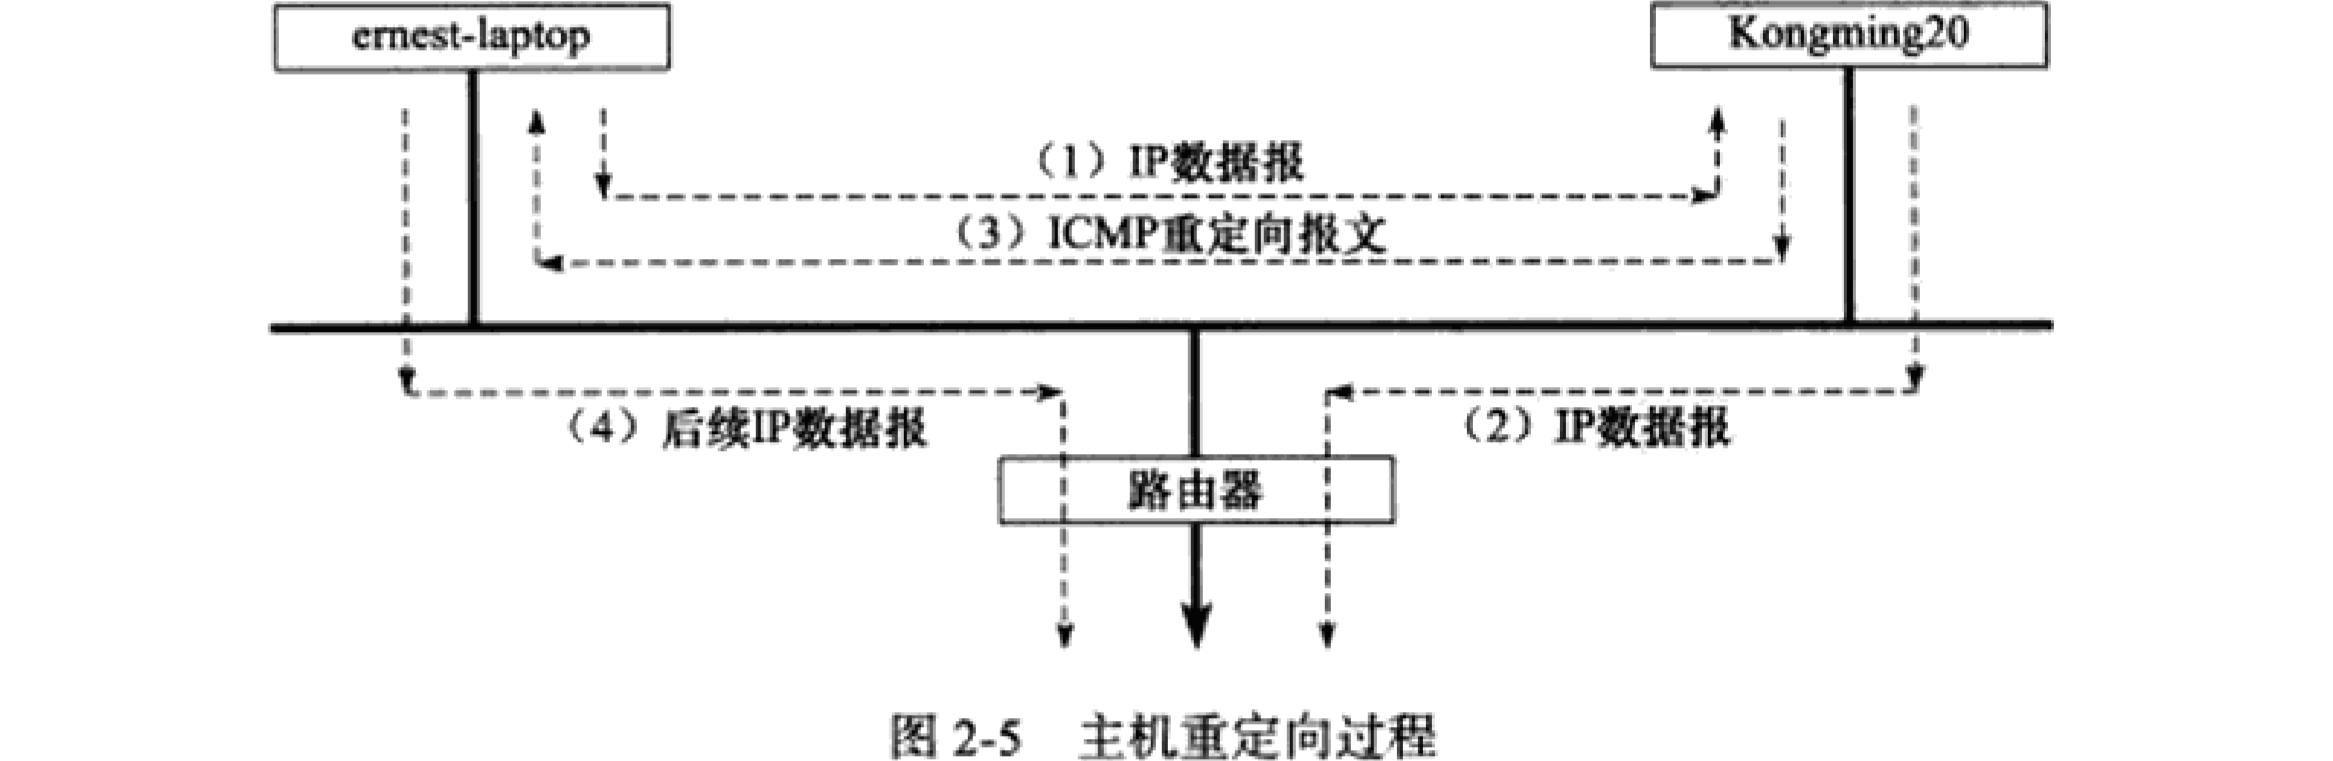 ernest-laptop
Kongming20
（1）IP数据报
（3）ICMP重定向报文
（4）后续IP数据报
（2）IP数据报
路由器
图 2-5 主机重定向过程